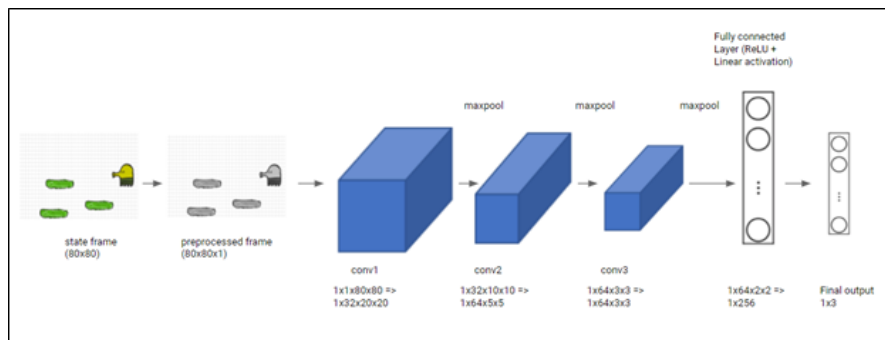 Fully connected
Layer (ReLU +
Linear activation)
maxpool
maxpool
maxpool
...
...
state frame
(80x80)
preprocessed frame
(80x80x1)
conv1
conv2
conv3
1x1x80x80 =>
1x32x20x20
1x32x10x10 =>
1x64x5x5
1x64x3x3 =>
1x64x3x3
1x64x2x2 =>
1x256
Final output
1x3